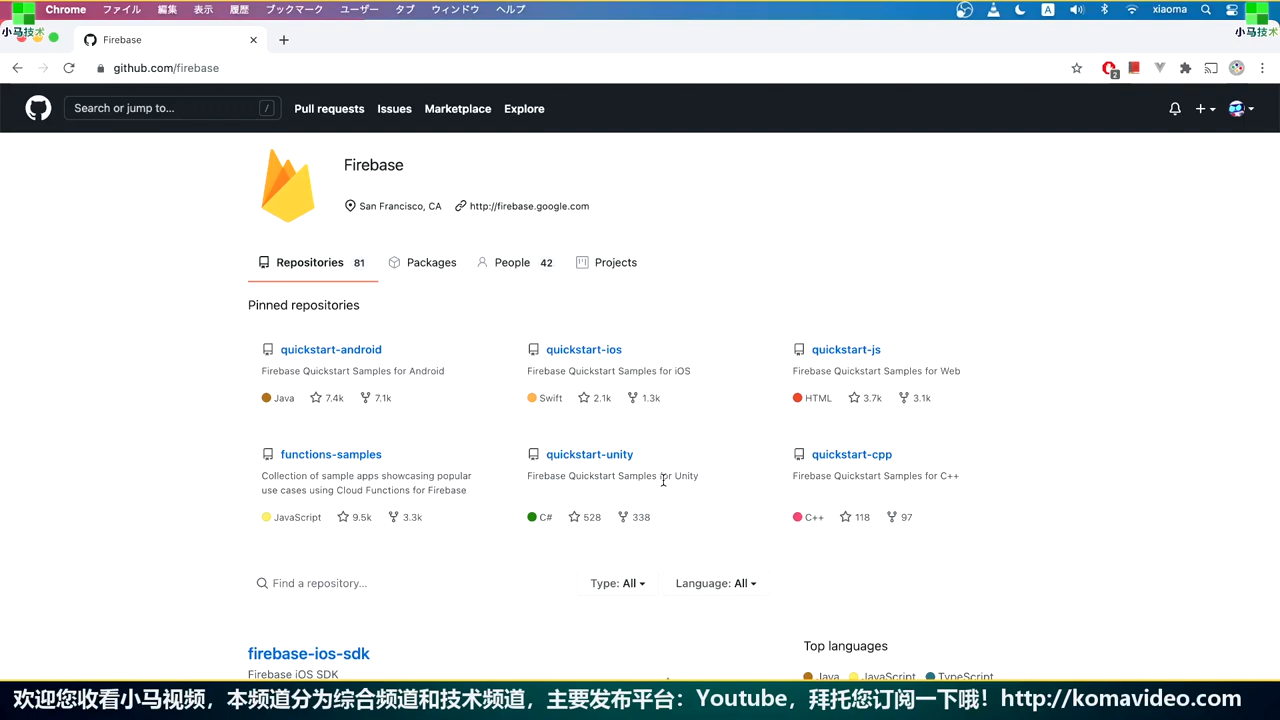 Chrome ファイル 編集 表示 履歴 ブックマーク ユーザー タブ ウィンドウ ヘルプ A xiaoma
小马技术 小马技术
Firebase
github.com/firebase 2
Search or jump to... / Pull requests Issues Marketplace Explore
Firebase
San Francisco, CA http://firebase.google.com
Repositories 81 Packages People 42 Projects
Pinned repositories
quickstart-android
Firebase Quickstart Samples for Android
Java 7.4k 7.1k
quickstart-ios
Firebase Quickstart Samples for iOS
Swift 2.1k 1.3k
quickstart-js
Firebase Quickstart Samples for Web
HTML 3.7k 3.1k
functions-samples
Collection of sample apps showcasing popular
use cases using Cloud Functions for Firebase
JavaScript 9.5k 3.3k
quickstart-unity
Firebase Quickstart Samples for Unity
C# 528 338
quickstart-cpp
Firebase Quickstart Samples for C++
C++ 118 97
Find a repository... Type: All Language: All
firebase-ios-sdk
Firebase iOS SDK
Top languages
Java JavaScript TypeScript
欢迎您收看小马视频，本频道分为综合频道和技术频道，主要发布平台：Youtube，拜托您订阅一下哦！http://komavideo.com